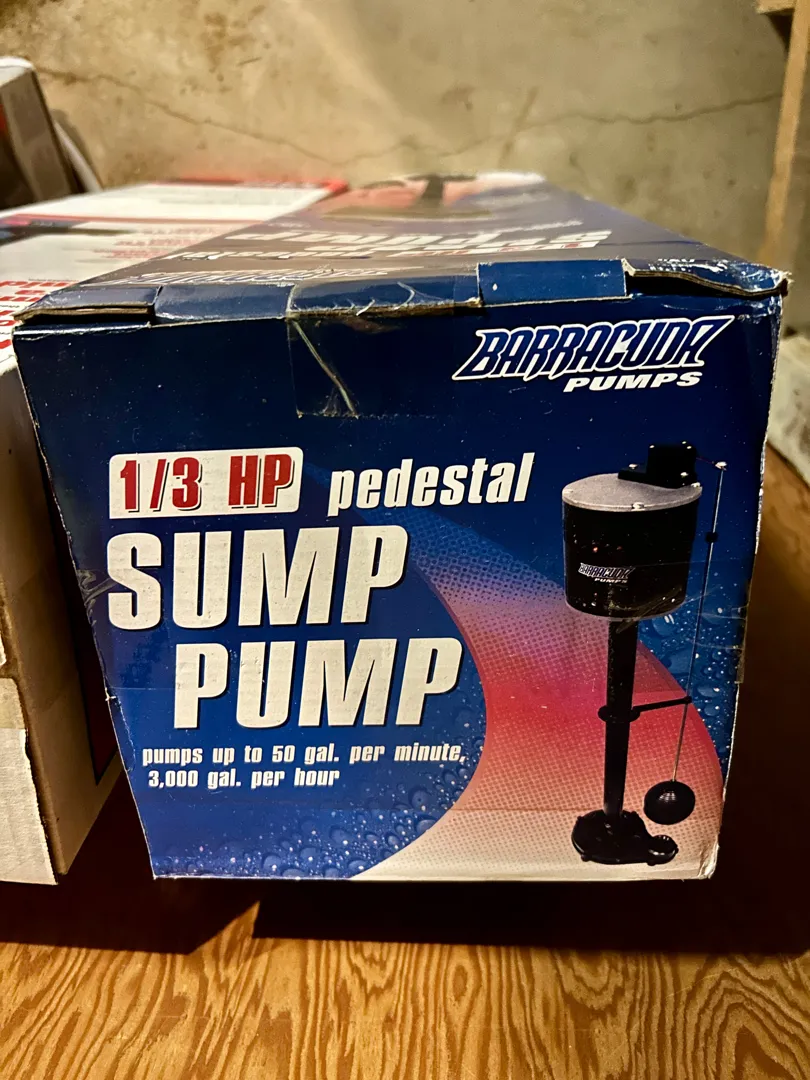 BARRACUDA
PUMPS
1/3 HP pedestal
SUMP
PUMP
pumps up to 50 gal. per minute,
3,000 gal. per hour
BARRACUDA
PUMPS